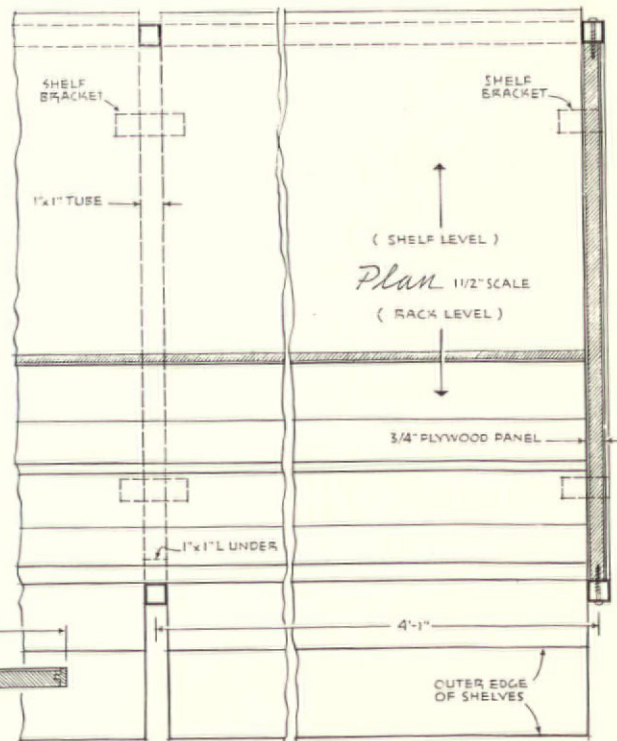 SHELF
BRACKET
SHELF
BRACKET
1"x1" TUBE
( SHELF LEVEL )
Plan 1 1/2" SCALE
( RACK LEVEL )
3/4" PLYWOOD PANEL
1"x1" L UNDER
4'-1"
OUTER EDGE
OF SHELVES